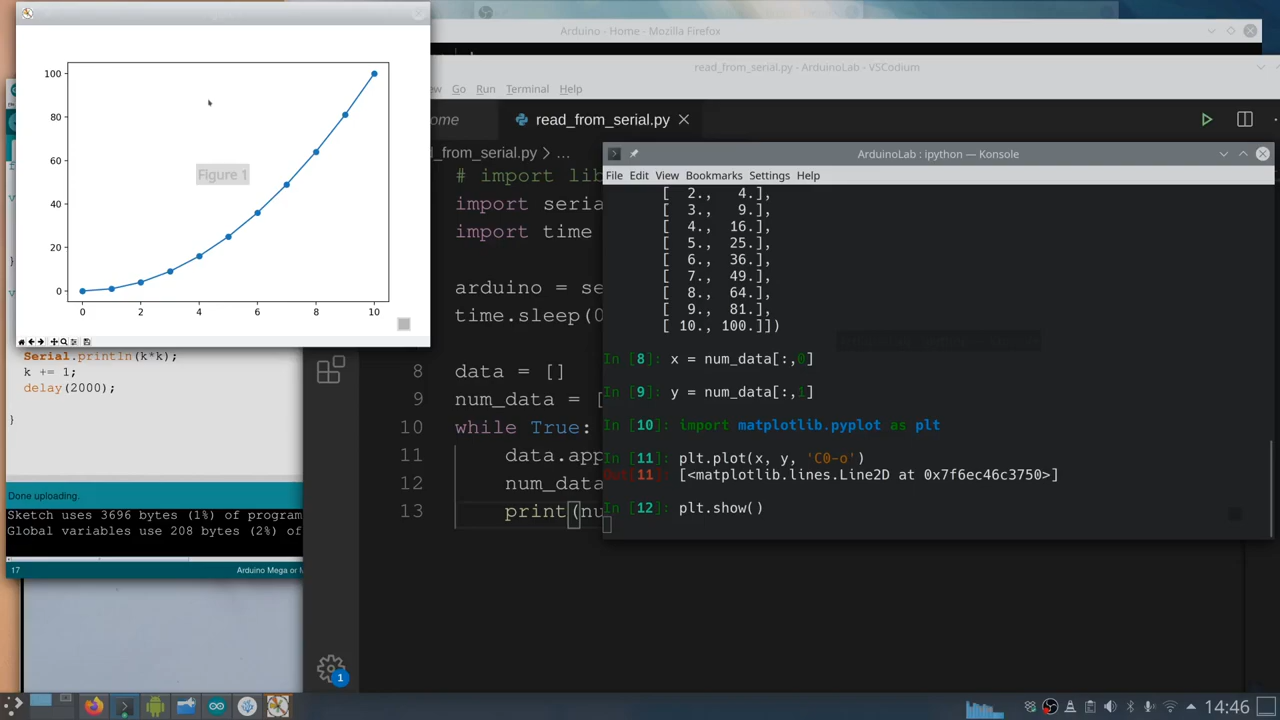 Arduino - Home - Mozilla Firefox
read_from_serial.py - ArduinoLab - VSCodium
Go Run Terminal Help
read_from_serial.py
_from_serial.py > ...
# import lib
import seria
import time
arduino = se
time.sleep(0
8 data = []
9 num_data = [
10 while True:
11 data.app
12 num_data
13 print(nu
100
80
60
40
20
0
0 2 4 6 8 10
Figure 1
Serial.println(k*k);
k += 1;
delay(2000);
}
Done uploading.
Sketch uses 3696 bytes (1%) of program
Global variables use 208 bytes (2%) of
17 Arduino Mega or M
ArduinoLab : ipython — Konsole
File Edit View Bookmarks Settings Help
[ 2., 4.],
[ 3., 9.],
[ 4., 16.],
[ 5., 25.],
[ 6., 36.],
[ 7., 49.],
[ 8., 64.],
[ 9., 81.],
[ 10., 100.]])
In [8]: x = num_data[:,0]
In [9]: y = num_data[:,1]
In [10]: import matplotlib.pyplot as plt
In [11]: plt.plot(x, y, 'C0-o')
Out[11]: [<matplotlib.lines.Line2D at 0x7f6ec46c3750>]
In [12]: plt.show()
1
14:46